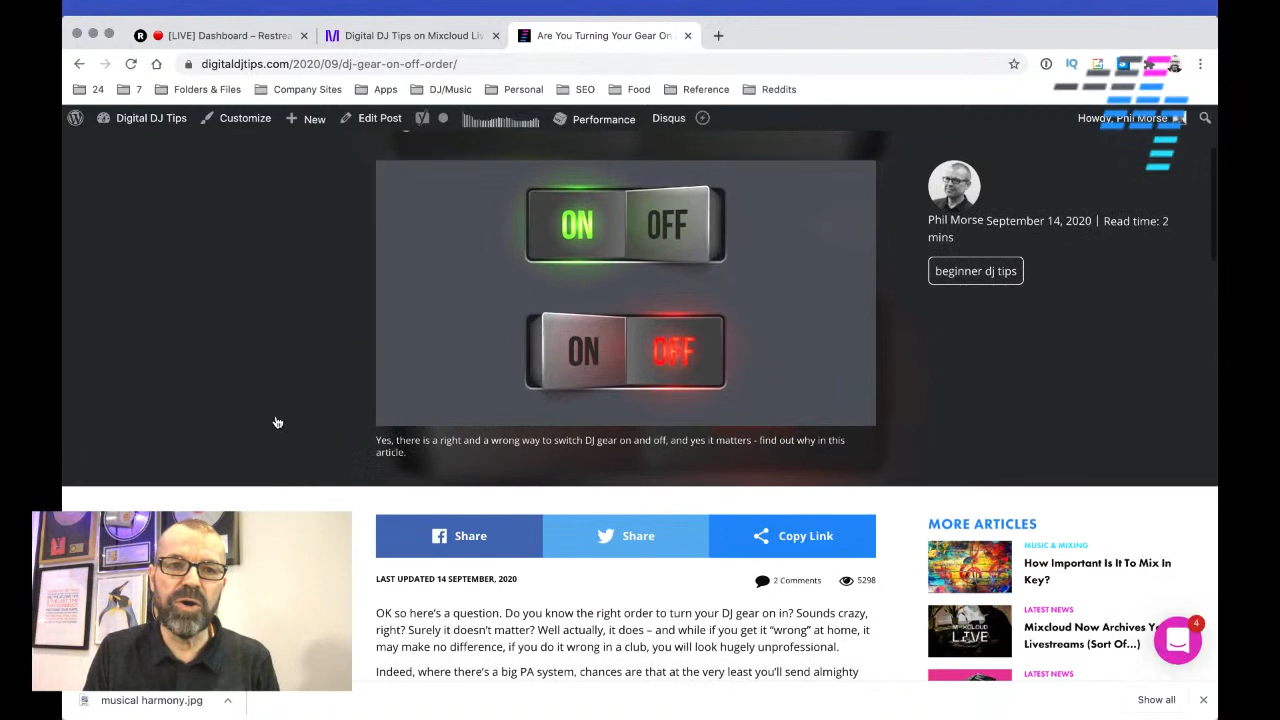 [LIVE] Dashboard – Restrea
Digital DJ Tips on Mixcloud Liv
Are You Turning Your Gear On
digitaldjtips.com/2020/09/dj-gear-on-off-order/
24
7
Folders & Files
Company Sites
Apps
DJ/Music
Personal
SEO
Food
Reference
Reddits
Digital DJ Tips
Customize
New
Edit Post
Performance
Disqus
Howdy, Phil Morse
ON OFF
ON OFF
Yes, there is a right and a wrong way to switch DJ gear on and off, and yes it matters - find out why in this
article.
Phil Morse September 14, 2020 | Read time: 2
mins
beginner dj tips
Share
Share
Copy Link
LAST UPDATED 14 SEPTEMBER, 2020
2 Comments
5298
OK here's a question: Do you know the right order to turn your DJ gear on in? Sounds crazy,
right? Surely it doesn't matter? Well actually, it does – and while if you get it “wrong” at home, it
may make no difference, if you do it wrong in a club, you will look hugely unprofessional.
Indeed, where there's a big PA system, chances are that at the very least you'll send almighty
MORE ARTICLES
MUSIC & MIXING
How Important Is It To Mix In
Key?
LATEST NEWS
Mixcloud Now Archives Yo
Livestreams (Sort Of...)
LATEST NEWS
4
MIXCLOUD
LIVE
musical harmony.jpg
Show all